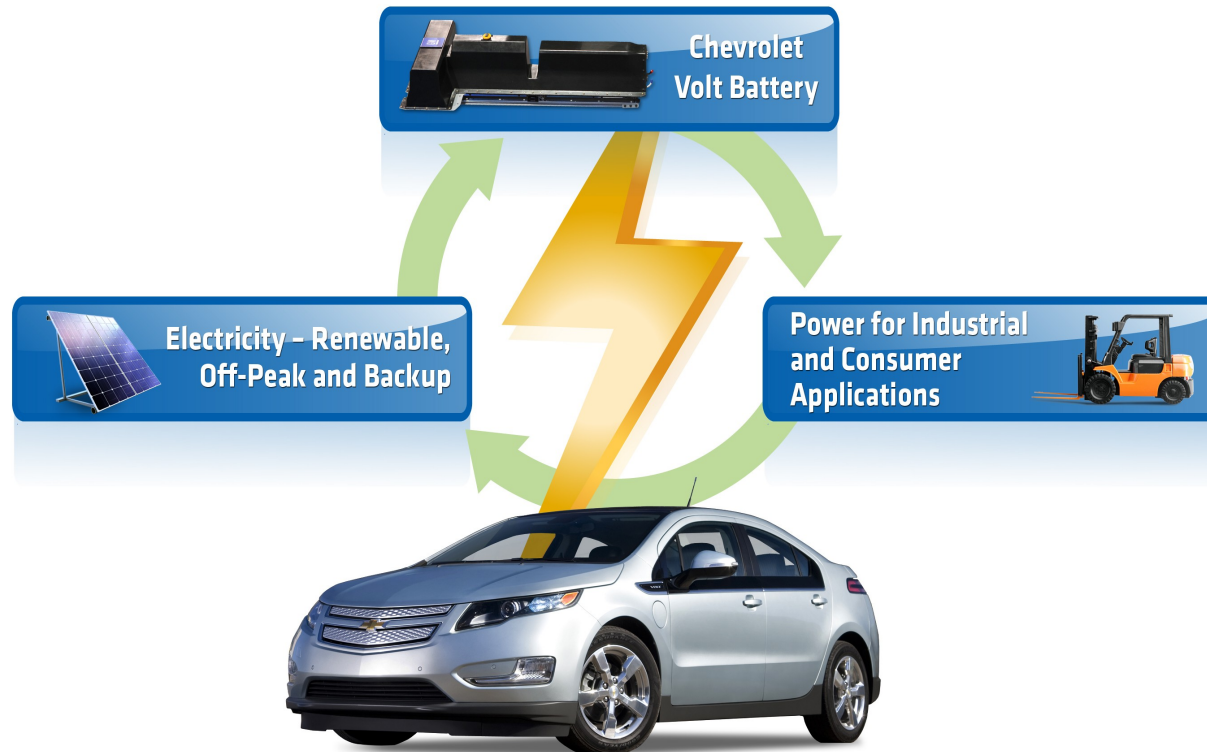 Chevrolet
Volt Battery
Electricity – Renewable,
Off-Peak and Backup
Power for Industrial
and Consumer
Applications